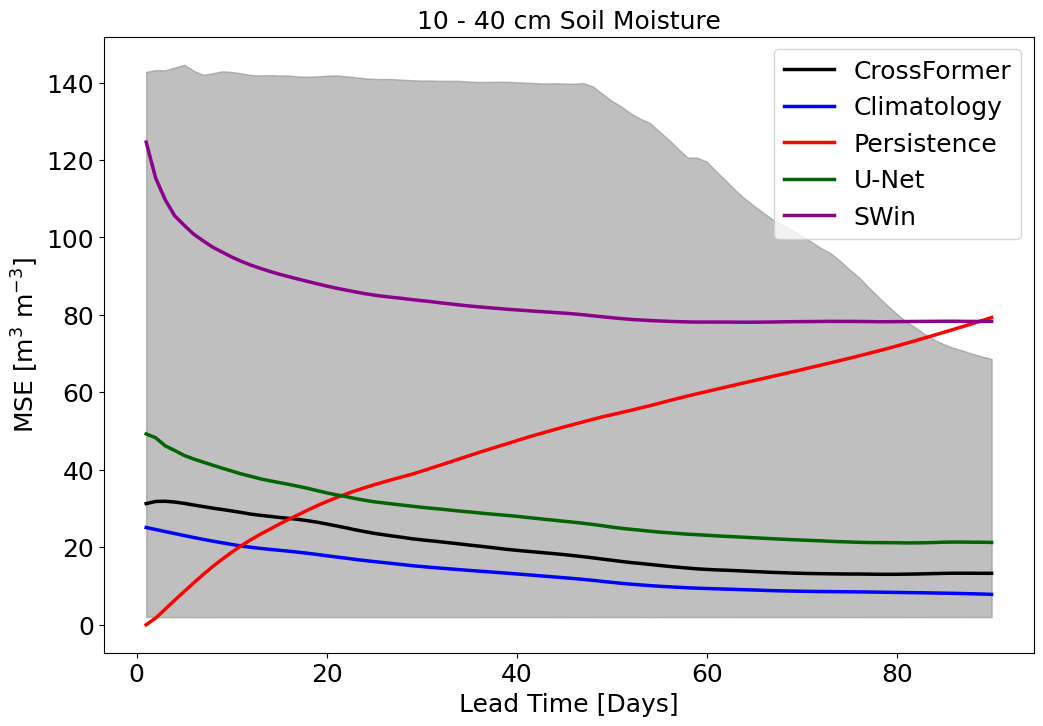 10 - 40 cm Soil Moisture
MSE [m³ m⁻³]
140
120
100
80
60
40
20
0
CrossFormer
Climatology
Persistence
U-Net
SWin
0 20 40 60 80
Lead Time [Days]